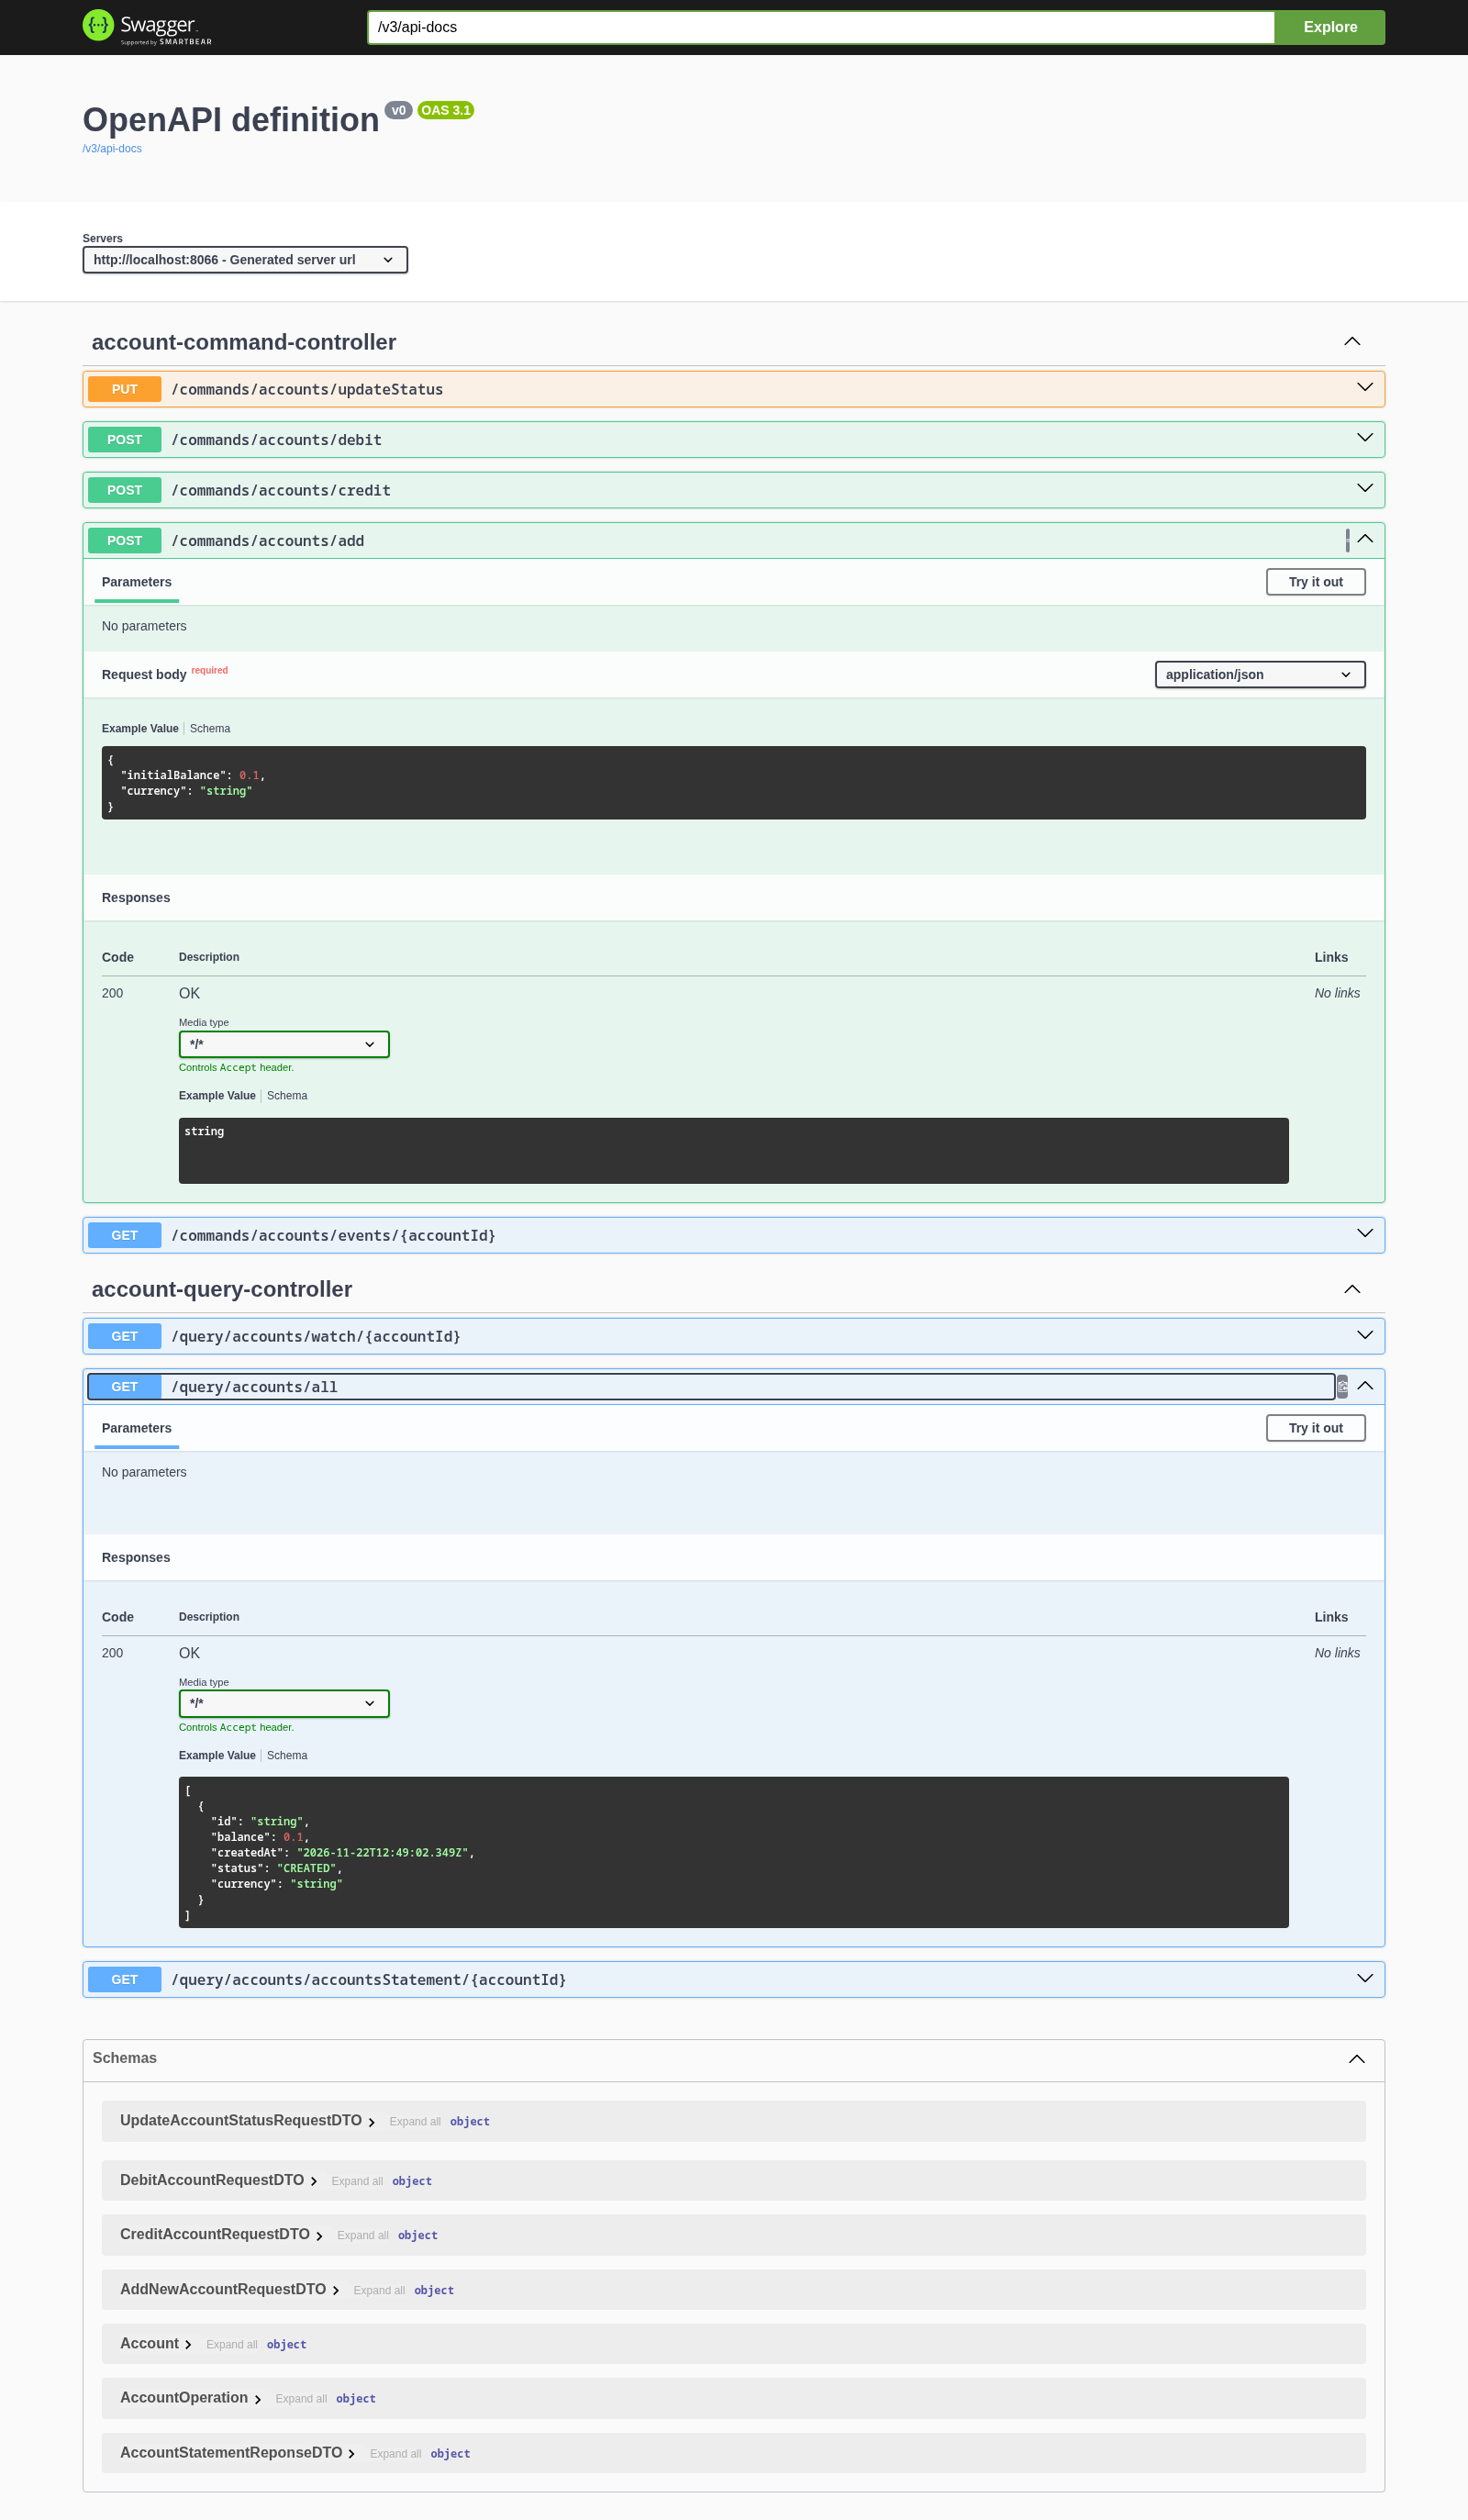 Swagger
Supported by SMARTBEAR
/v3/api-docs
Explore
OpenAPI definition v0 OAS 3.1
/v3/api-docs
Servers
http://localhost:8066 - Generated server url
account-command-controller
PUT /commands/accounts/updateStatus
POST /commands/accounts/debit
POST /commands/accounts/credit
POST /commands/accounts/add
Parameters
Try it out
No parameters
Request body required
application/json
Example Value Schema
{
  "initialBalance": 0.1,
  "currency": "string"
}
Responses
Code Description Links
200 OK No links
Media type
*/*
Controls Accept header.
Example Value Schema
string
GET /commands/accounts/events/{accountId}
account-query-controller
GET /query/accounts/watch/{accountId}
GET /query/accounts/all
Parameters
Try it out
No parameters
Responses
Code Description Links
200 OK No links
Media type
*/*
Controls Accept header.
Example Value Schema
[
  {
    "id": "string",
    "balance": 0.1,
    "createdAt": "2026-11-22T12:49:02.349Z",
    "status": "CREATED",
    "currency": "string"
  }
]
GET /query/accounts/accountsStatement/{accountId}
Schemas
UpdateAccountStatusRequestDTO Expand all object
DebitAccountRequestDTO Expand all object
CreditAccountRequestDTO Expand all object
AddNewAccountRequestDTO Expand all object
Account Expand all object
AccountOperation Expand all object
AccountStatementReponseDTO Expand all object